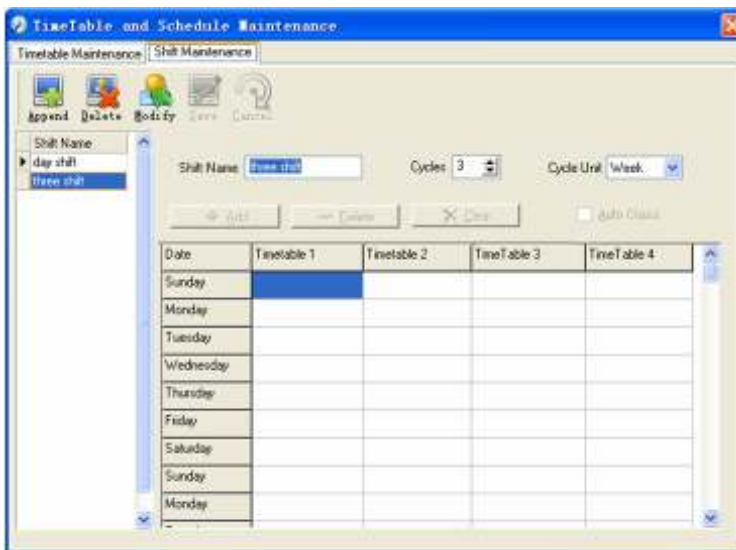 TimeTable and Schedule Maintenance
Timetable Maintenance Shift Maintenance
Append Delete Modify Save Cancel
Shift Name
day shift
three shift
Shift Name three shift Cycles 3 Cycle Unit Week
Add Delete Clear Auto Class
Date Timetable 1 Timetable 2 TimeTable 3 TimeTable 4
Sunday
Monday
Tuesday
Wednesday
Thursday
Friday
Saturday
Sunday
Monday